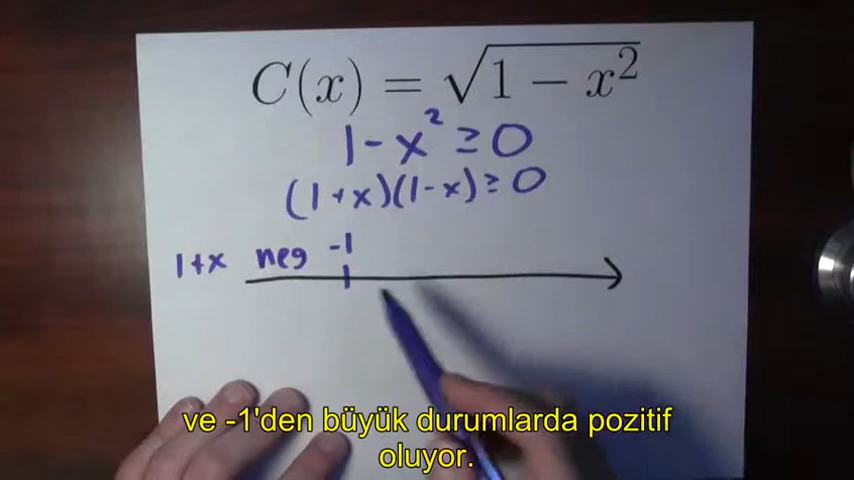 C(x) = √(1 − x²)
1 - x² ≥ 0
(1 + x)(1 - x) ≥ 0
1+x neg -1
ve -1'den büyük durumlarda pozitif
oluyor.